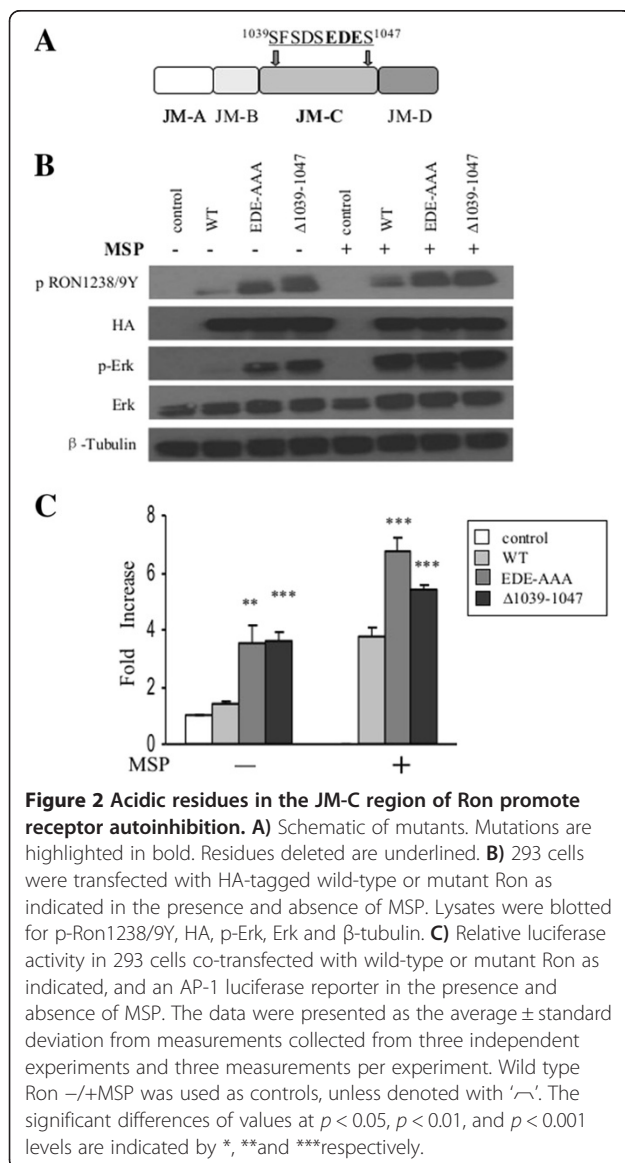 A
¹⁰³⁹SFSDSEDES¹⁰⁴⁷
JM-A JM-B JM-C JM-D
B
control WT EDE-AAA Δ1039-1047 control WT EDE-AAA Δ1039-1047
MSP - - - - + + + +
p RON1238/9Y
HA
p-Erk
Erk
β -Tubulin
C
Fold Increase
8
6
4
2
0
** *** *** ***
control
WT
EDE-AAA
Δ1039-1047
MSP — +
Figure 2 Acidic residues in the JM-C region of Ron promote
receptor autoinhibition. A) Schematic of mutants. Mutations are
highlighted in bold. Residues deleted are underlined. B) 293 cells
were transfected with HA-tagged wild-type or mutant Ron as
indicated in the presence and absence of MSP. Lysates were blotted
for p-Ron1238/9Y, HA, p-Erk, Erk and β-tubulin. C) Relative luciferase
activity in 293 cells co-transfected with wild-type or mutant Ron as
indicated, and an AP-1 luciferase reporter in the presence and
absence of MSP. The data were presented as the average ± standard
deviation from measurements collected from three independent
experiments and three measurements per experiment. Wild type
Ron −/+MSP was used as controls, unless denoted with ‘︹’. The
significant differences of values at p < 0.05, p < 0.01, and p < 0.001
levels are indicated by *, **and ***respectively.